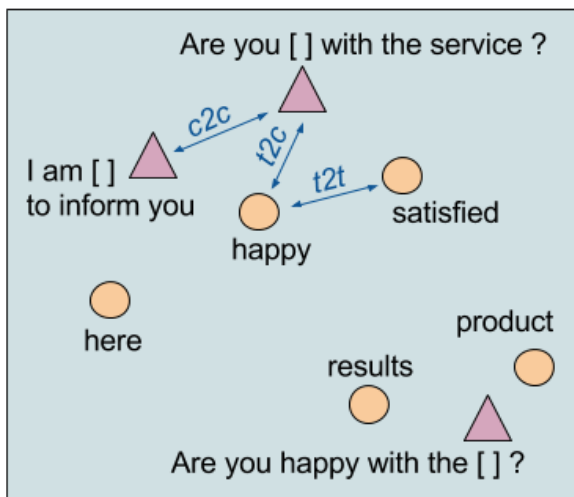 Are you [ ] with the service ?
c2c
t2c
I am [ ]
to inform you
t2t
satisfied
happy
here
product
results
Are you happy with the [ ] ?